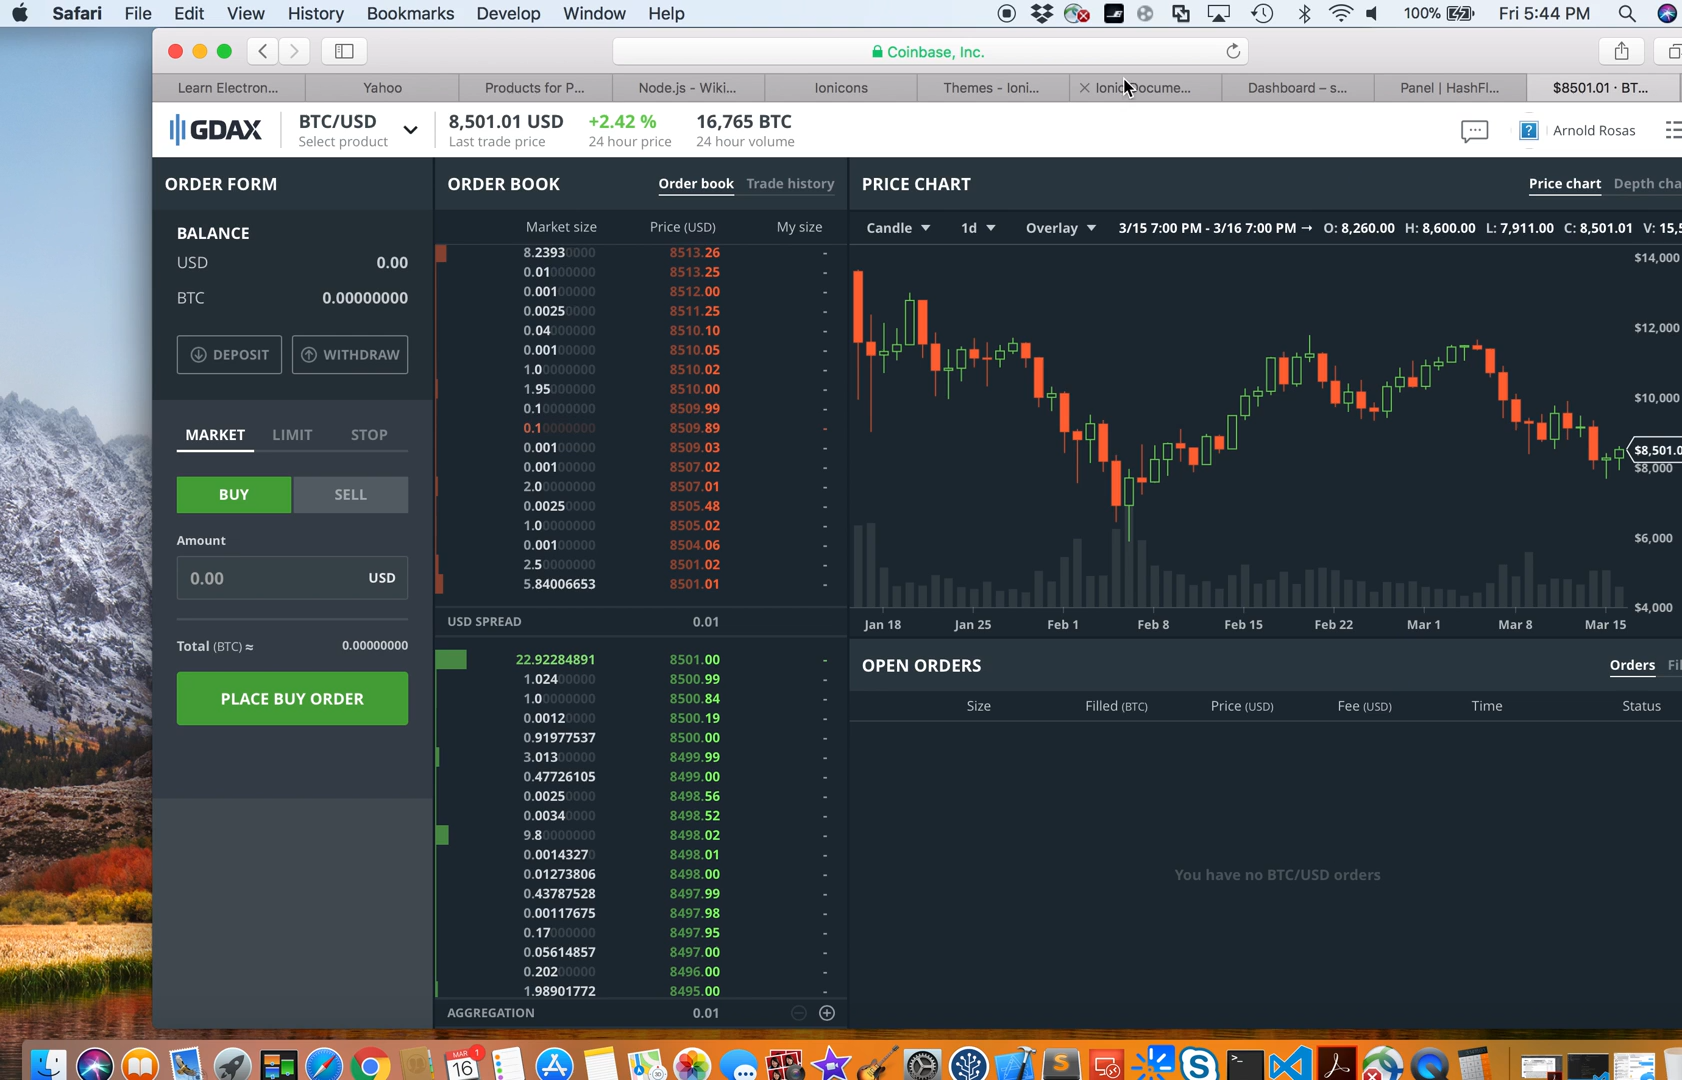 Safari File Edit View History Bookmarks Develop Window Help 100% Fri 5:44 PM
Coinbase, Inc.
Learn Electron... Yahoo Products for P... Node.js - Wiki... Ionicons Themes - Ioni... Dashboard – s... Panel | HashFl... $8501.01 · BT...
GDAX BTC/USD 8,501.01 USD +2.42 % 16,765 BTC Arnold Rosas
Select product Last trade price 24 hour price 24 hour volume
ORDER FORM
BALANCE
USD 0.00
BTC 0.00000000
DEPOSIT WITHDRAW
MARKET LIMIT STOP
BUY SELL
Amount
0.00 USD
Total (BTC) ≈ 0.00000000
PLACE BUY ORDER
ORDER BOOK Order book Trade history
Market size Price (USD) My size
8.23930000 8513.26 -
0.01000000 8513.25 -
0.00100000 8512.00 -
0.00250000 8511.25 -
0.04000000 8510.10 -
0.00100000 8510.05 -
1.00000000 8510.02 -
1.95000000 8510.00 -
0.10000000 8509.99 -
0.10000000 8509.89 -
0.00100000 8509.03 -
0.00100000 8507.02 -
2.00000000 8507.01 -
0.00250000 8505.48 -
1.00000000 8505.02 -
0.00100000 8504.06 -
2.50000000 8501.02 -
5.84006653 8501.01 -
USD SPREAD 0.01
22.92284891 8501.00 -
1.02400000 8500.99 -
1.00000000 8500.84 -
0.00120000 8500.19 -
0.91977537 8500.00 -
3.01300000 8499.99 -
0.47726105 8499.00 -
0.00250000 8498.56 -
0.00340000 8498.52 -
9.80000000 8498.02 -
0.00143270 8498.01 -
0.01273806 8498.00 -
0.43787528 8497.99 -
0.00117675 8497.98 -
0.17000000 8497.95 -
0.05614857 8497.00 -
0.20200000 8496.00 -
1.98901772 8495.00 -
AGGREGATION 0.01
PRICE CHART Price chart Depth cha
Candle 1d Overlay 3/15 7:00 PM - 3/16 7:00 PM → O: 8,260.00 H: 8,600.00 L: 7,911.00 C: 8,501.01 V: 15,5
$14,000
$12,000
$10,000
$8,501.0
$8,000
$6,000
$4,000
Jan 18 Jan 25 Feb 1 Feb 8 Feb 15 Feb 22 Mar 1 Mar 8 Mar 15
OPEN ORDERS Orders Fil
Size Filled (BTC) Price (USD) Fee (USD) Time Status
You have no BTC/USD orders
MAR 1
16